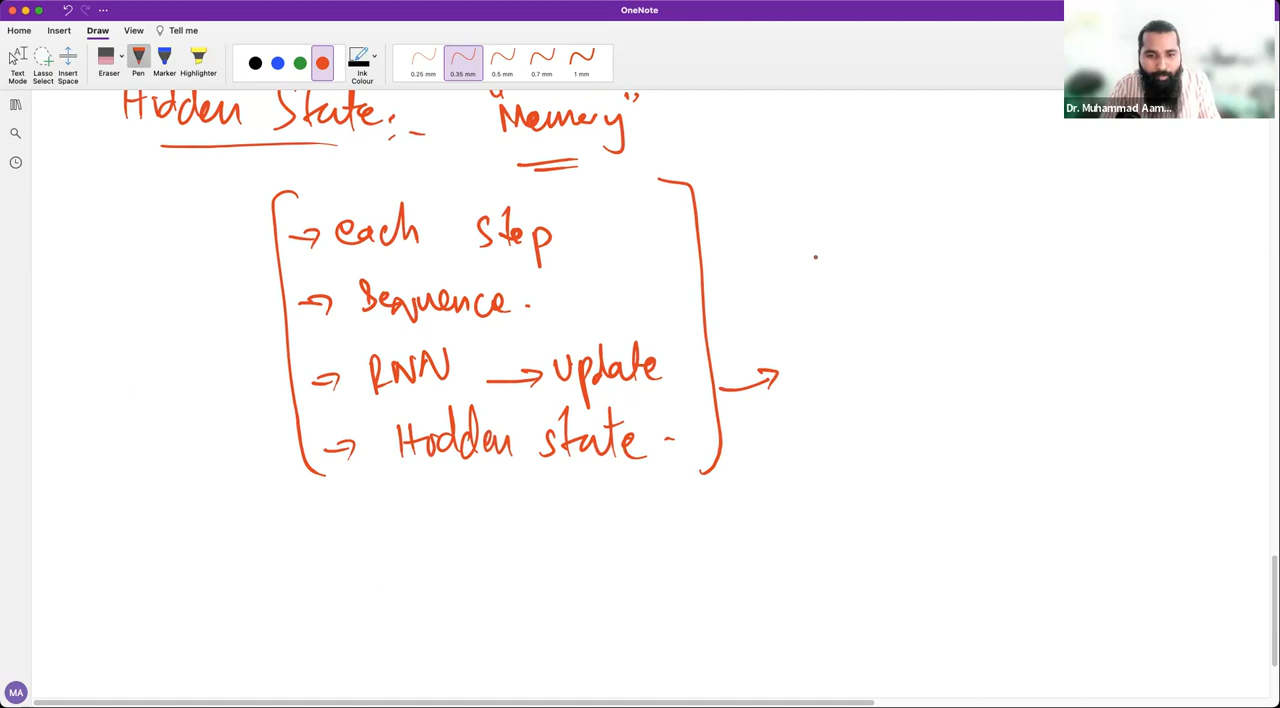 OneNote
Home Insert Draw View Tell me
Text Mode Lasso Select Insert Space Eraser Pen Marker Highlighter Ink Colour 0.25 mm 0.35 mm 0.5 mm 0.7 mm 1 mm
Dr. Muhammad Aam...
Hidden State :- "Memory"
→ each step
→ Sequence.
→ RNN → Update
→ Hodden state -
→
MA